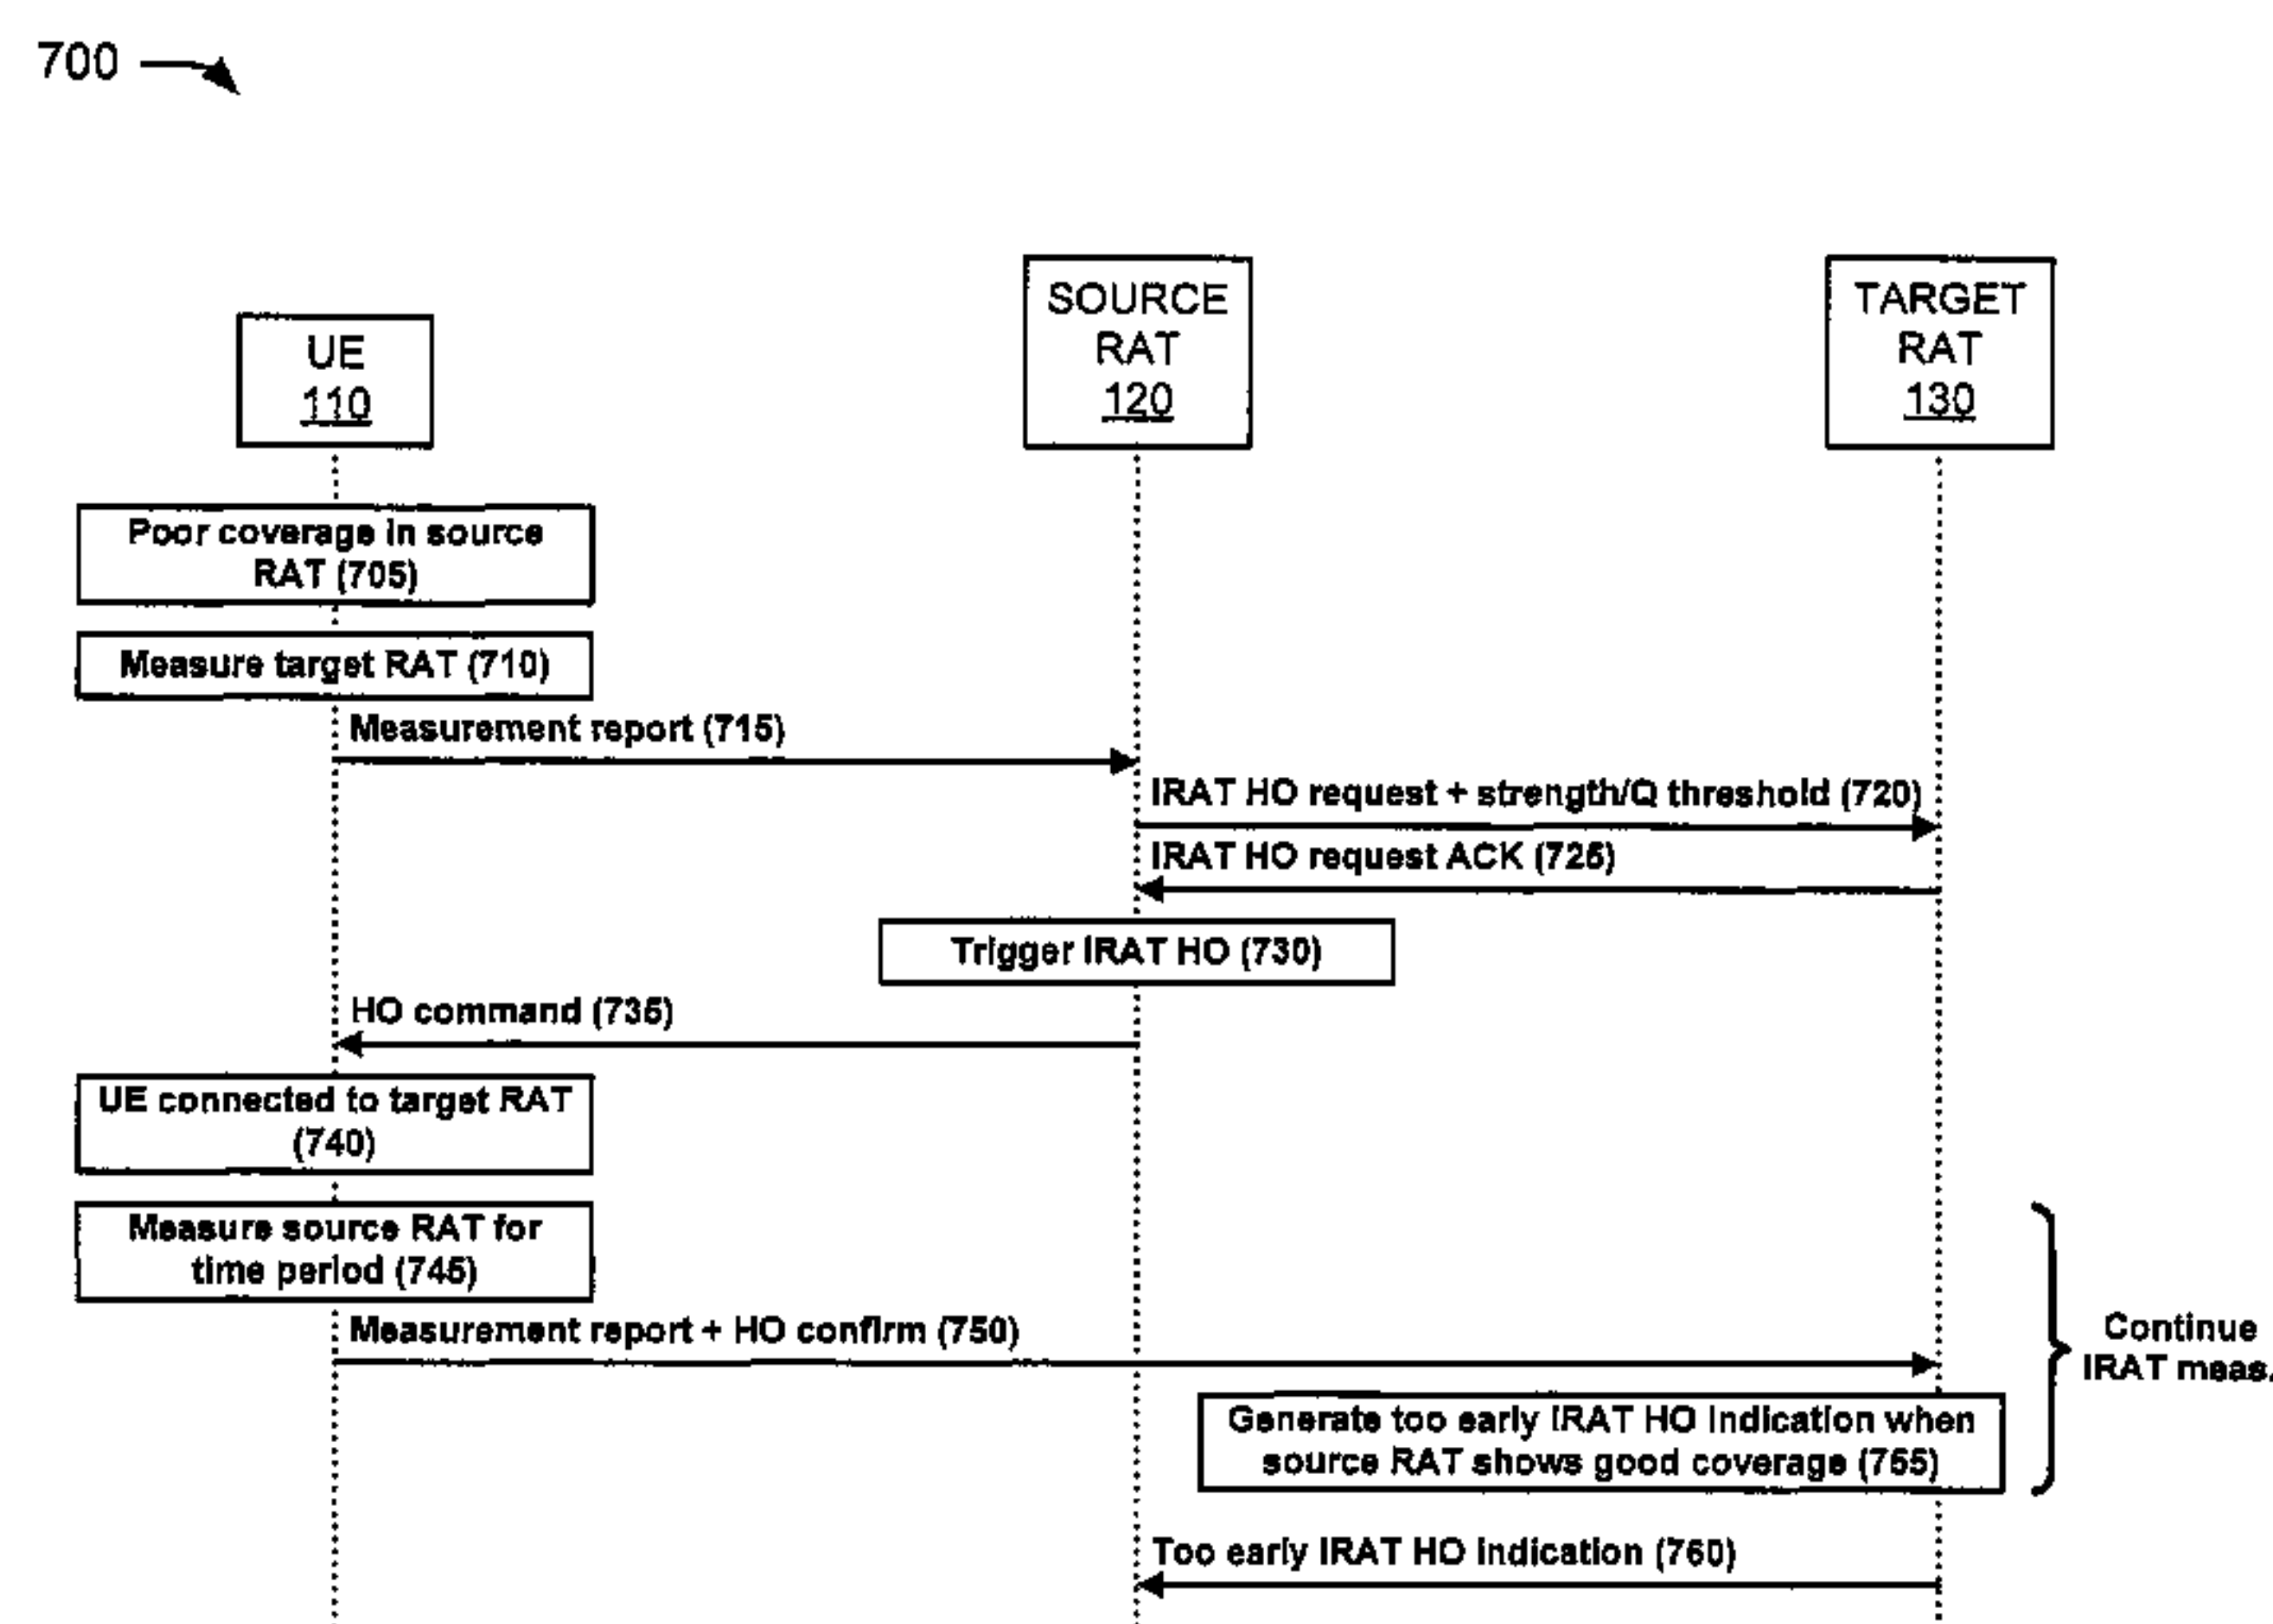 700
UE
110
SOURCE
RAT
120
TARGET
RAT
130
Poor coverage in source
RAT (705)
Measure target RAT (710)
Measurement report (715)
IRAT HO request + strength/Q threshold (720)
IRAT HO request ACK (725)
Trigger IRAT HO (730)
HO command (735)
UE connected to target RAT
(740)
Measure source RAT for
time period (745)
Measurement report + HO confirm (750)
Continue
IRAT meas.
Generate too early IRAT HO indication when
source RAT shows good coverage (755)
Too early IRAT HO indication (760)